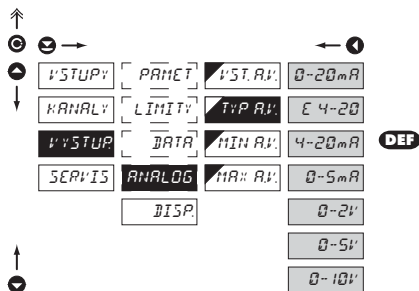 VSTUPY PAMET VST. A.V. 0-20mA
KANALY LIMITY TYP A.V. E 4-20
VYSTUP. DATA MIN A.V. 4-20mA DEF
SERVIS ANALOG MAX A.V. 0-5mA
DISP. 0-2V
0-5V
0-10V